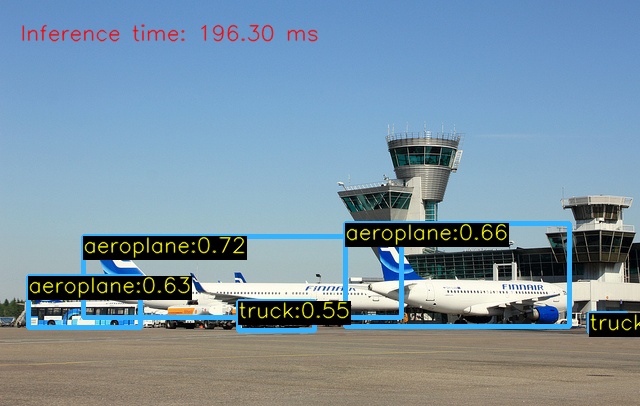 Inference time: 196.30 ms
aeroplane:0.72
aeroplane:0.66
aeroplane:0.63
truck:0.55
truck
FINNAIR
FINNAIR